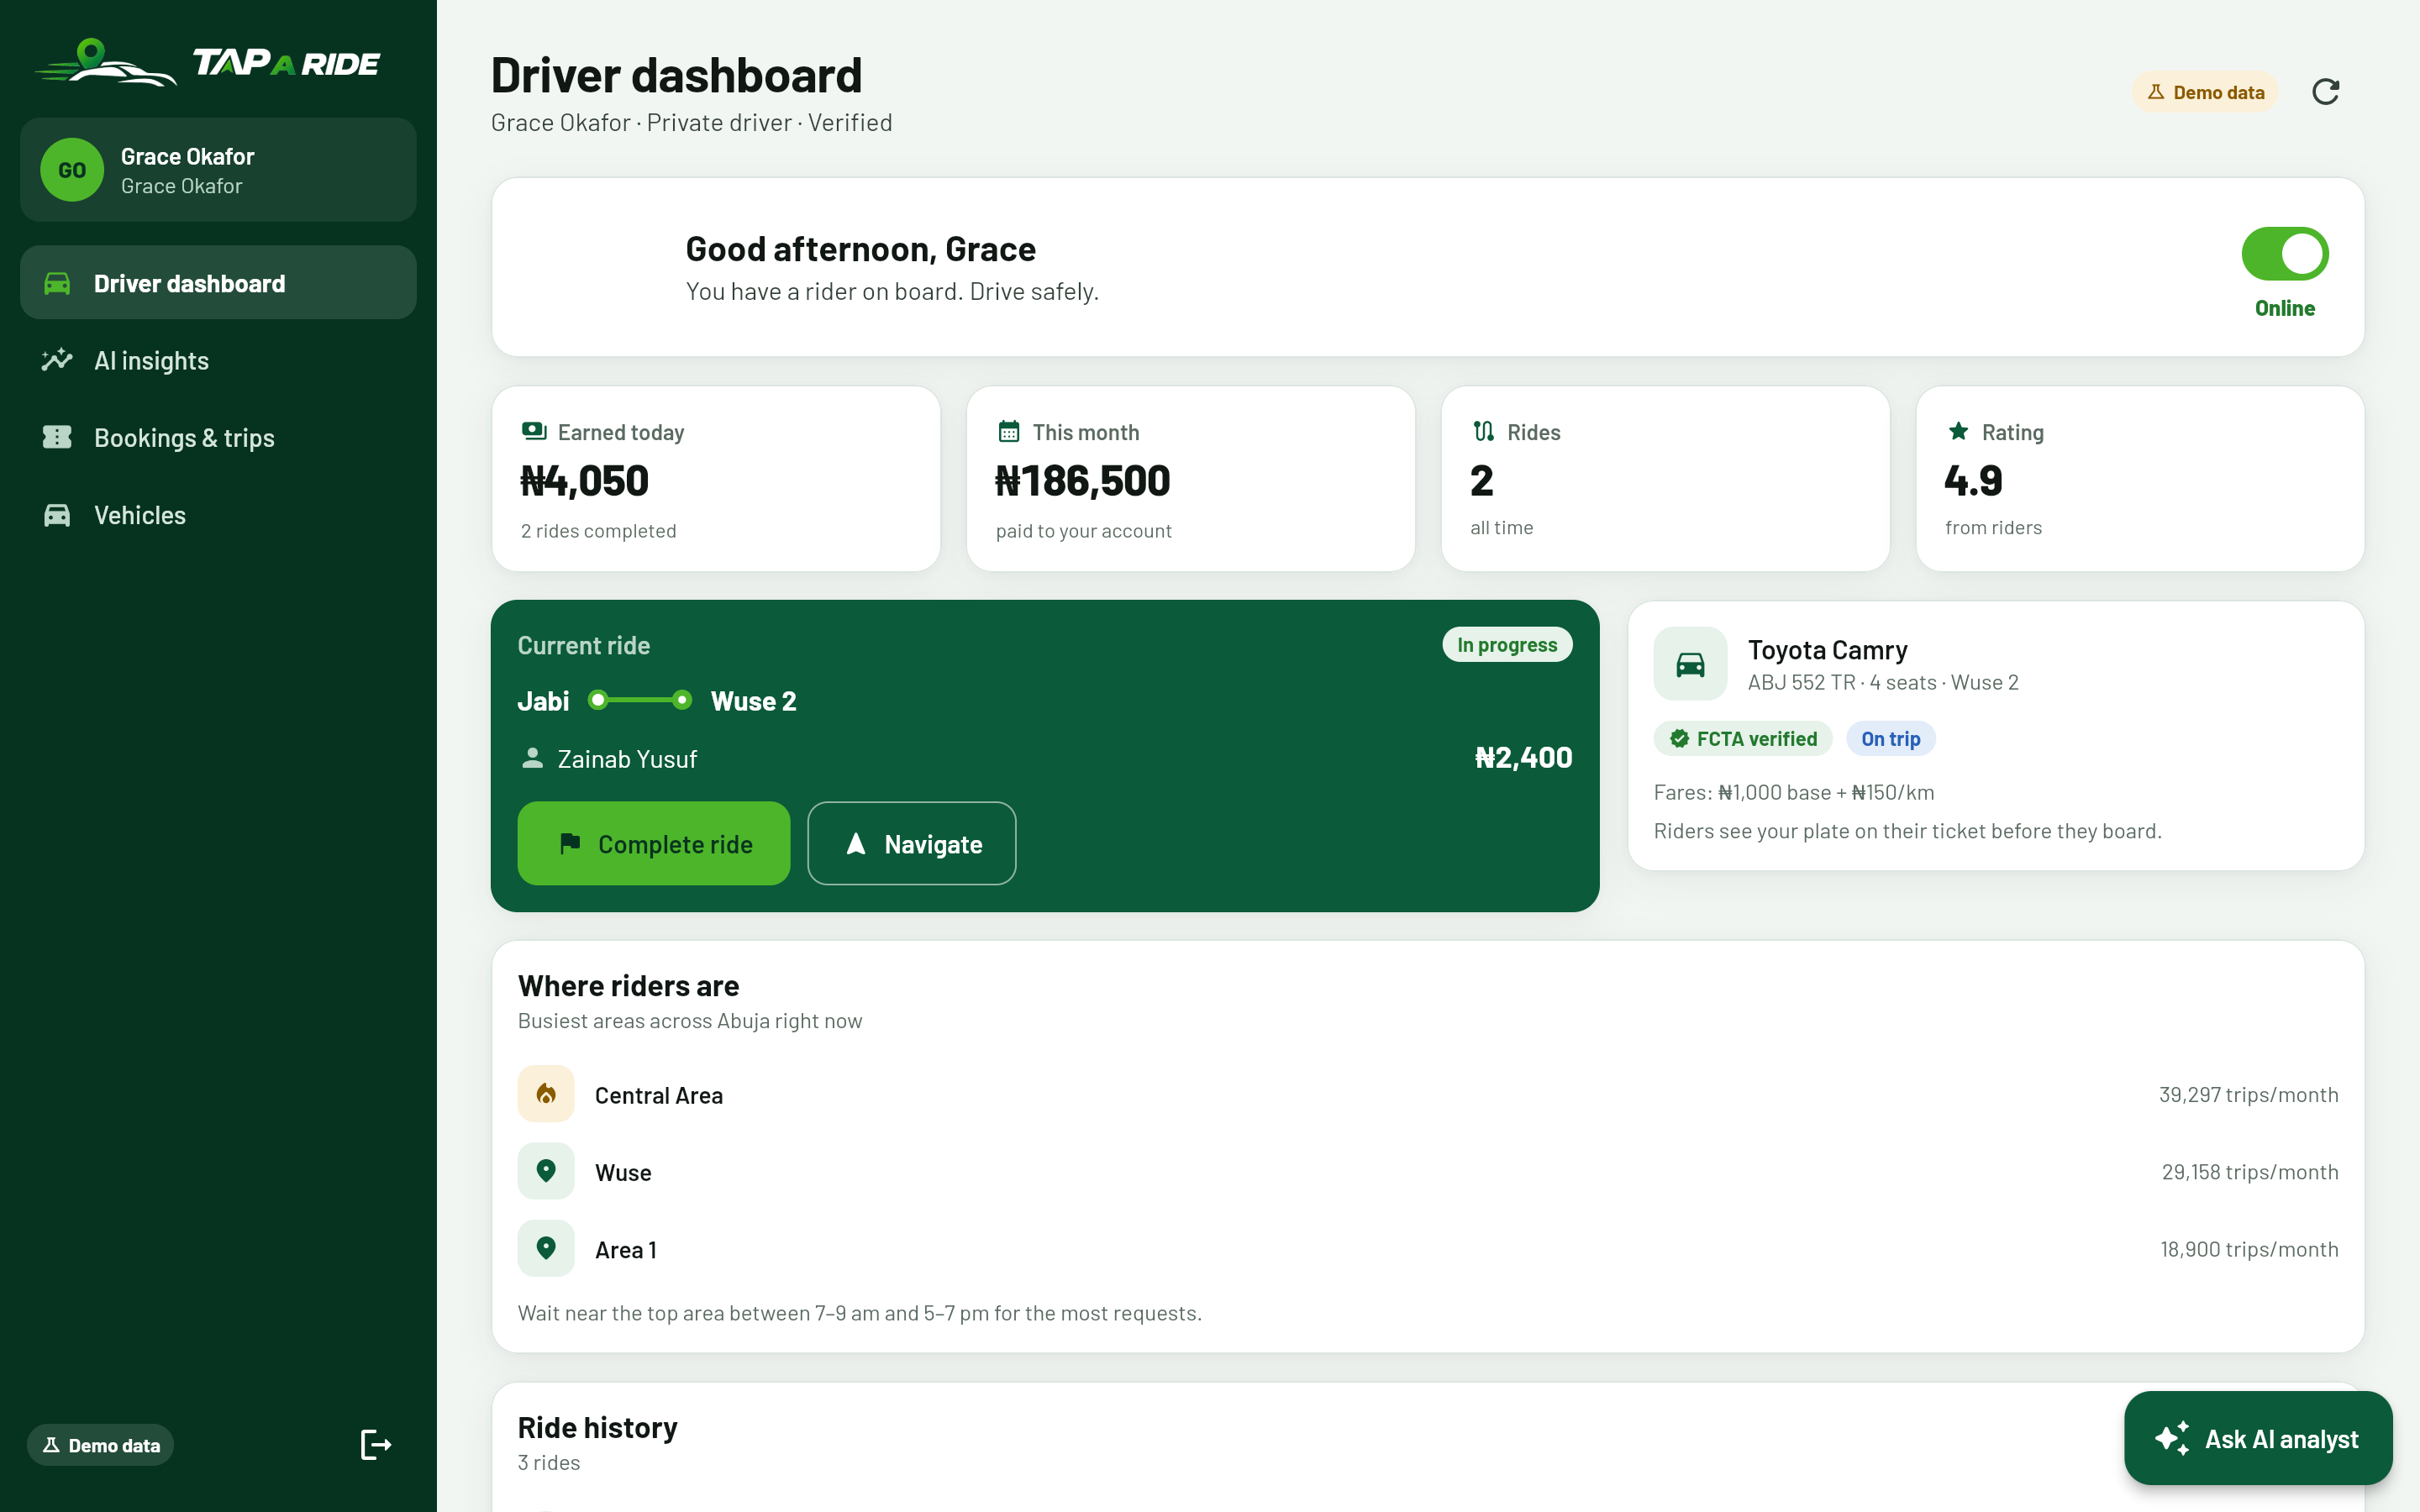 TAP A RIDE
GO
Grace Okafor
Grace Okafor
Driver dashboard
AI insights
Bookings & trips
Vehicles
Demo data
Driver dashboard
Grace Okafor · Private driver · Verified
Demo data
Good afternoon, Grace
You have a rider on board. Drive safely.
Online
Earned today
₦4,050
2 rides completed
This month
₦186,500
paid to your account
Rides
2
all time
Rating
4.9
from riders
Current ride
In progress
Jabi
Wuse 2
Zainab Yusuf
₦2,400
Complete ride
Navigate
Toyota Camry
ABJ 552 TR · 4 seats · Wuse 2
FCTA verified
On trip
Fares: ₦1,000 base + ₦150/km
Riders see your plate on their ticket before they board.
Where riders are
Busiest areas across Abuja right now
Central Area
39,297 trips/month
Wuse
29,158 trips/month
Area 1
18,900 trips/month
Wait near the top area between 7–9 am and 5–7 pm for the most requests.
Ride history
3 rides
Ask AI analyst